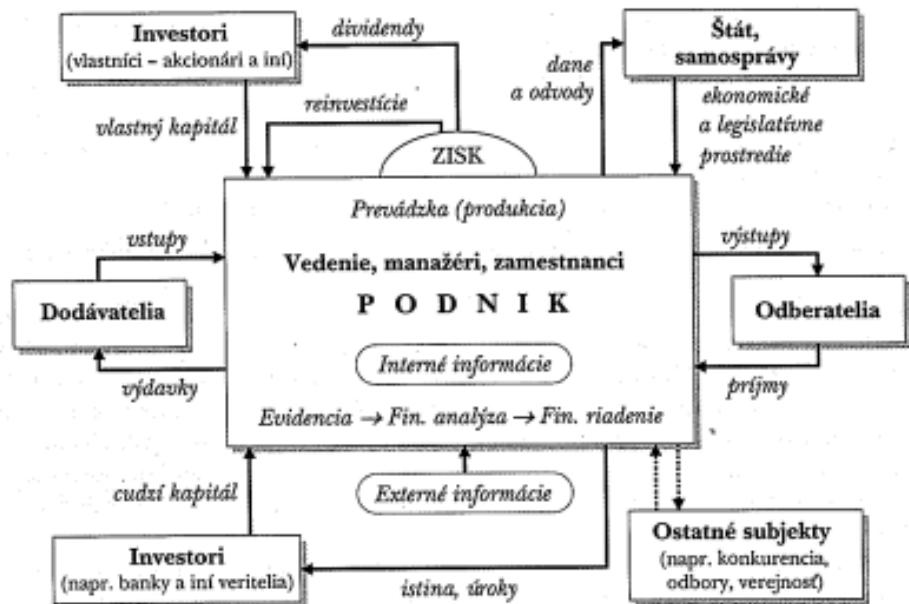 Investori
(vlastníci – akcionári a iní)
dividendy
Štát,
samosprávy
dane
a odvody
reinvestície
vlastný kapitál
ekonomické
a legislatívne
prostredie
ZISK
Prevádzka (produkcia)
vstupy
výstupy
Vedenie, manažéri, zamestnanci
Dodávatelia
P O D N I K
Odberatelia
Interné informácie
výdavky
príjmy
Evidencia → Fin. analýza → Fin. riadenie
cudzí kapitál
Externé informácie
Investori
(napr. banky a iní veritelia)
istina, úroky
Ostatné subjekty
(napr. konkurencia,
odbory, verejnosť)